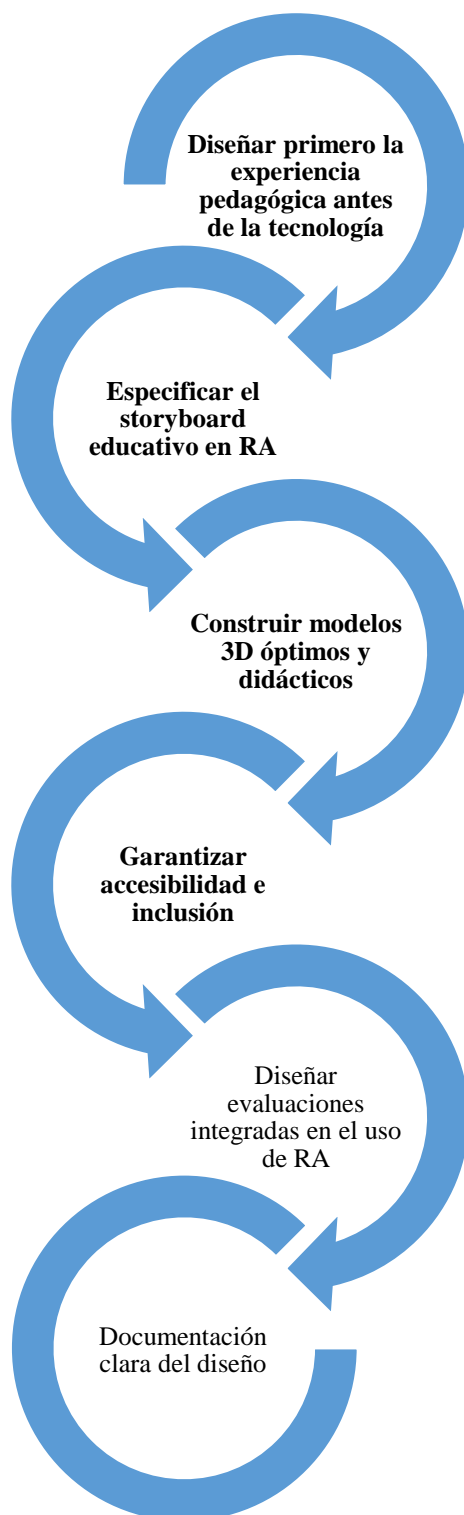 Diseñar primero la
experiencia
pedagógica antes
de la tecnología
Especificar el
storyboard
educativo en RA
Construir modelos
3D óptimos y
didácticos
Garantizar
accesibilidad e
inclusión
Diseñar
evaluaciones
integradas en el uso
de RA
Documentación
clara del diseño